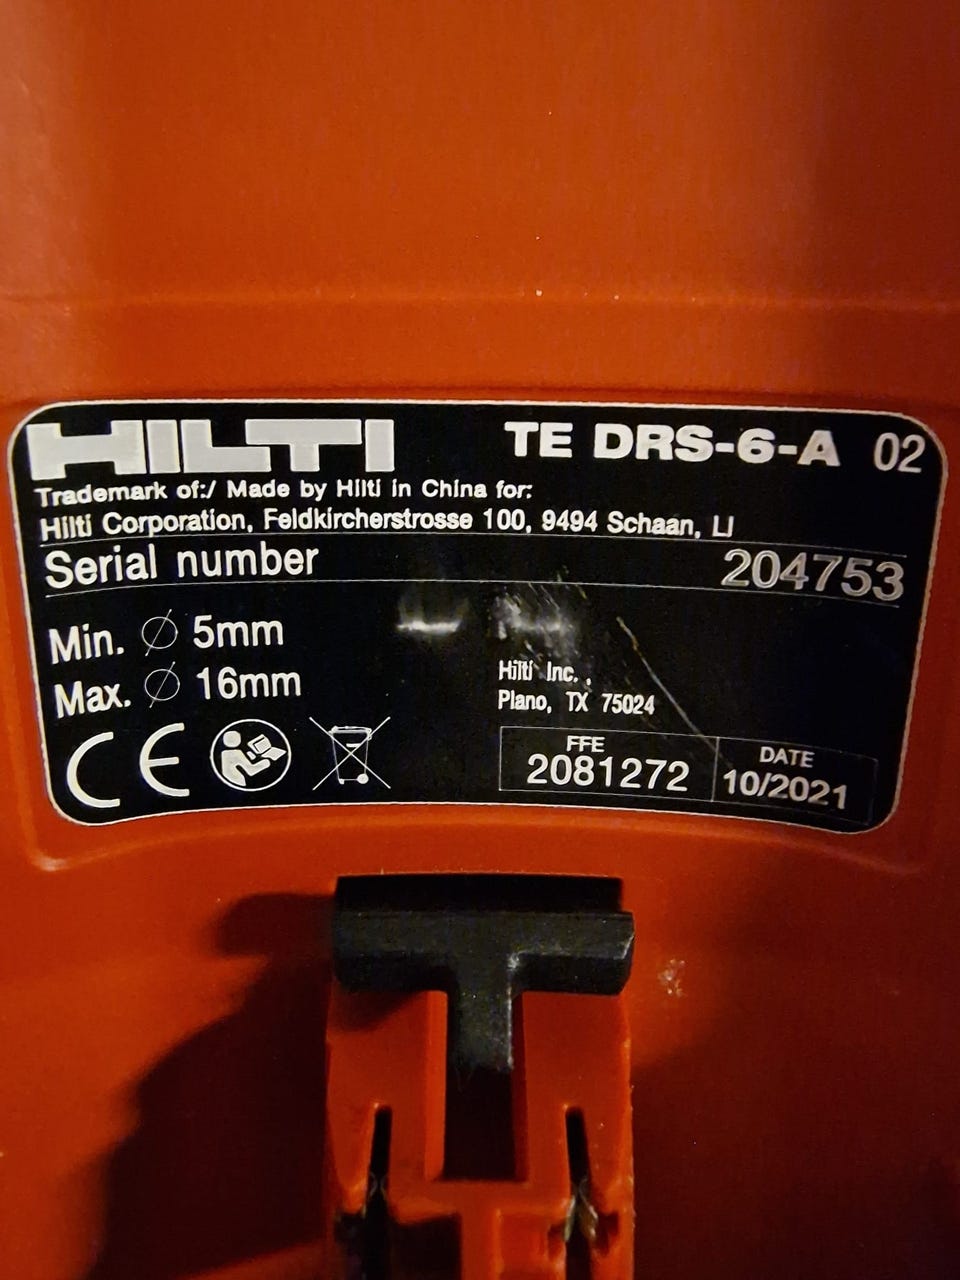 HILTI TE DRS-6-A 02
Trademark of:/ Made by Hilti in China for:
Hilti Corporation, Feldkircherstrosse 100, 9494 Schaan, LI
Serial number 204753
Min. ∅ 5mm
Max. ∅ 16mm
Hilti Inc.,
Plano, TX 75024
CE
FFE
2081272
DATE
10/2021